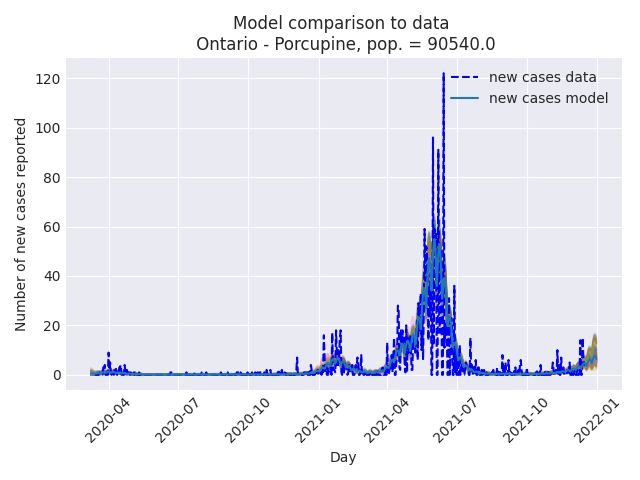 Model comparison to data
Ontario - Porcupine, pop. = 90540.0
new cases data
new cases model
Number of new cases reported
120
100
80
60
40
20
0
2020-04
2020-07
2020-10
2021-01
2021-04
2021-07
2021-10
2022-01
Day